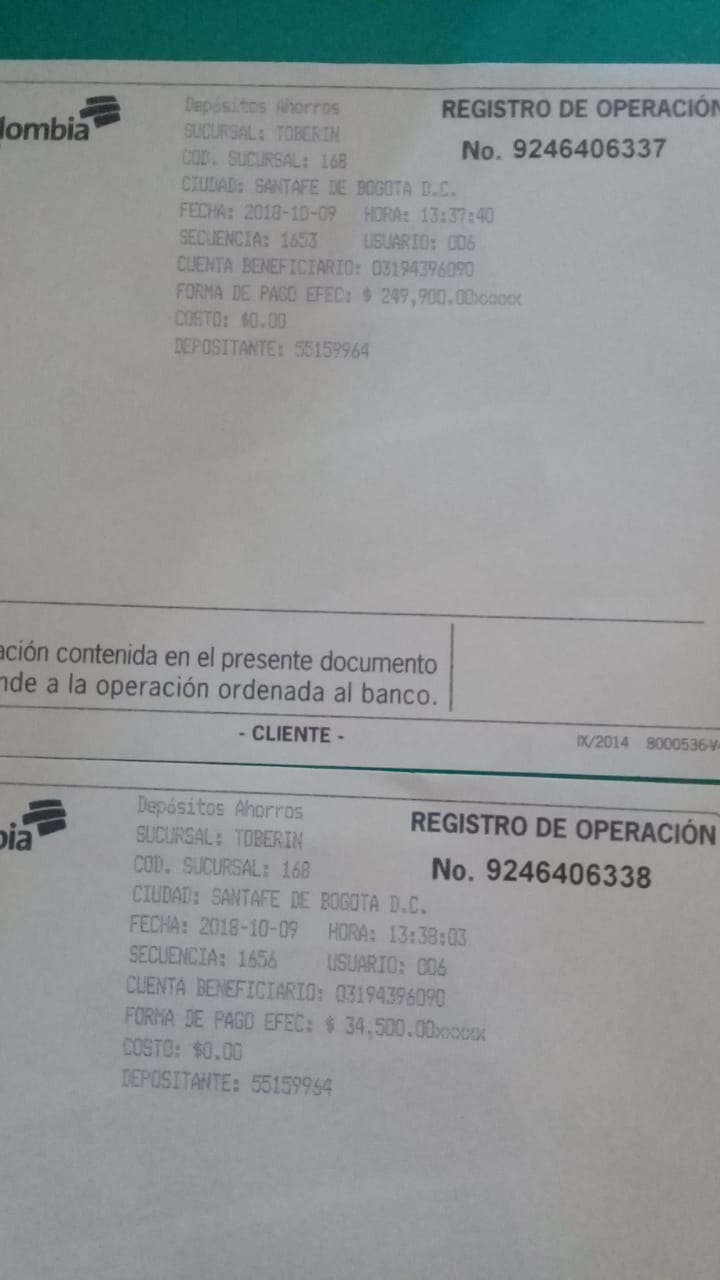 lombia
Depósitos Ahorros
SUCURSAL: TOBERIN
COD. SUCURSAL: 168
CIUDAD: SANTAFE DE BOGOTA D.C.
FECHA: 2018-10-09 HORA: 13:37:40
SECUENCIA: 1653 USUARIO: 006
CUENTA BENEFICIARIO: 03194396090
FORMA DE PAGO EFEC: $ 249,900.00xxxxx
COSTO: $0.00
DEPOSITANTE: 55159964
REGISTRO DE OPERACIÓN
No. 9246406337
ación contenida en el presente documento
nde a la operación ordenada al banco.
- CLIENTE -
IX/2014 8000536-V4
bia
Depósitos Ahorros
SUCURSAL: TOBERIN
COD. SUCURSAL: 168
CIUDAD: SANTAFE DE BOGOTA D.C.
FECHA: 2018-10-09 HORA: 13:38:03
SECUENCIA: 1656 USUARIO: 006
CUENTA BENEFICIARIO: 03194396090
FORMA DE PAGO EFEC: $ 34,500.00xxxxxx
COSTO: $0.00
DEPOSITANTE: 55159964
REGISTRO DE OPERACIÓN
No. 9246406338